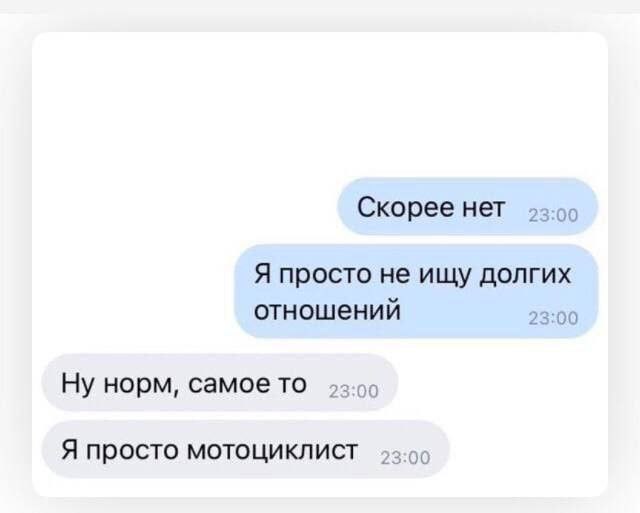 Скорее нет 23:00
Я просто не ищу долгих
отношений 23:00
Ну норм, самое то 23:00
Я просто мотоциклист 23:00